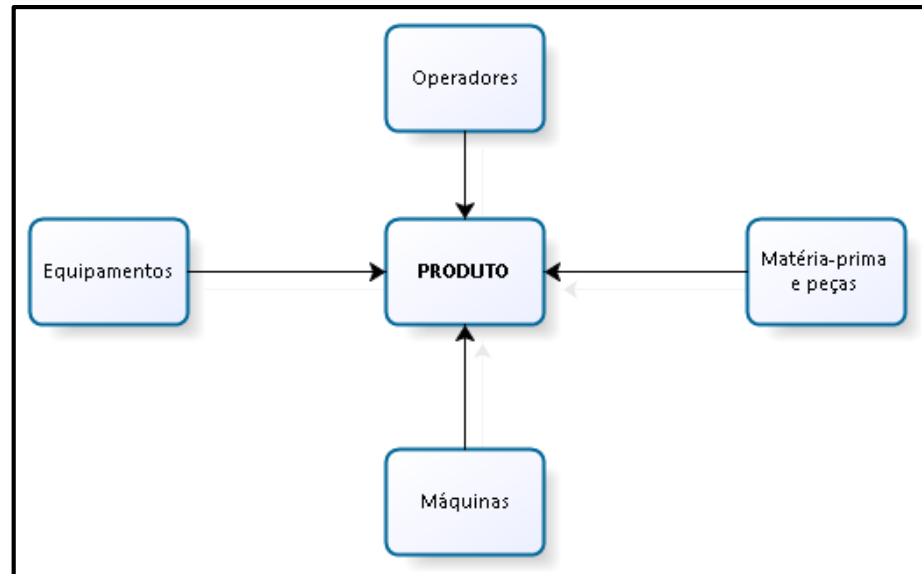 Operadores
Equipamentos
PRODUTO
Matéria-prima
e peças
Máquinas